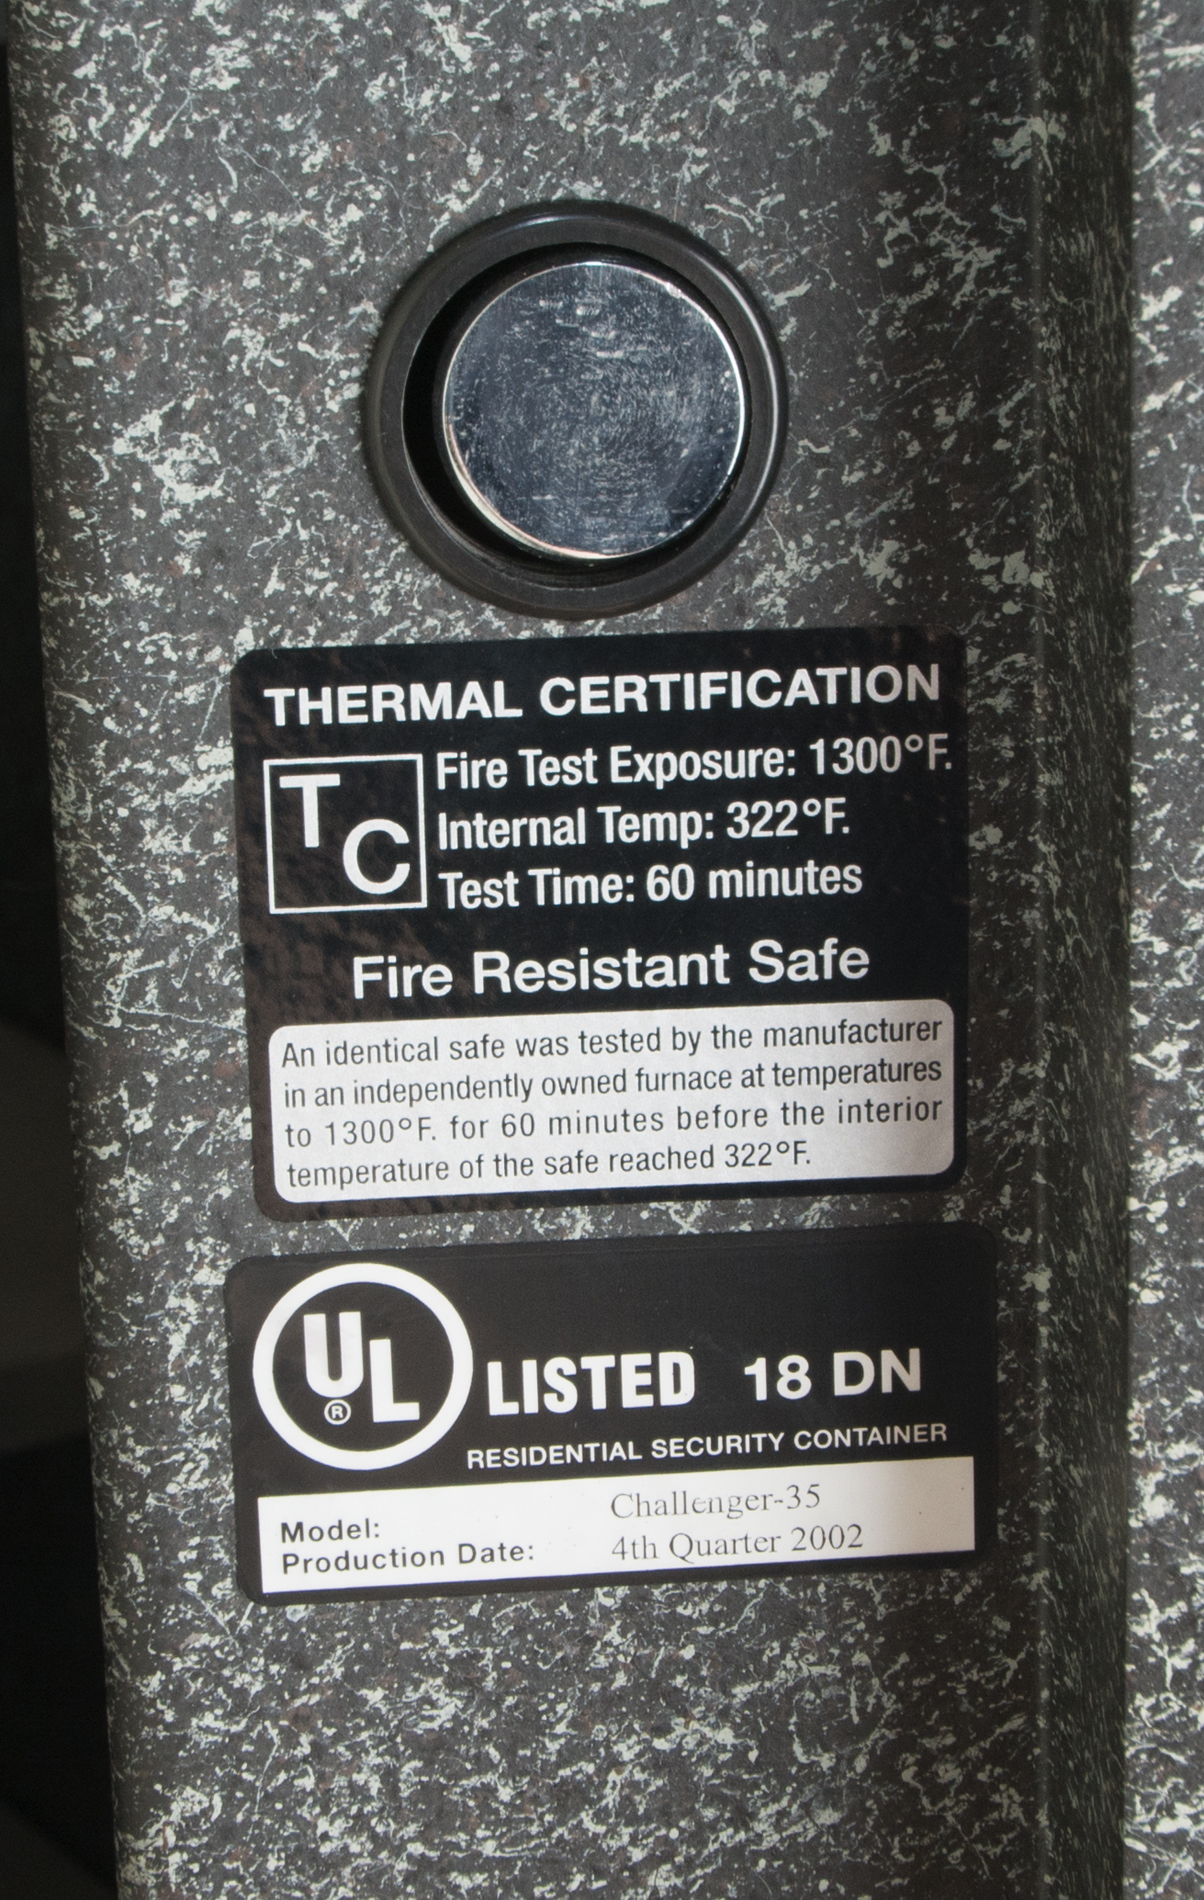 THERMAL CERTIFICATION
T C
Fire Test Exposure: 1300°F.
Internal Temp: 322°F.
Test Time: 60 minutes
Fire Resistant Safe
An identical safe was tested by the manufacturer
in an independently owned furnace at temperatures
to 1300°F. for 60 minutes before the interior
temperature of the safe reached 322°F.
UL ® LISTED 18 DN
RESIDENTIAL SECURITY CONTAINER
Model: Challenger-35
Production Date: 4th Quarter 2002